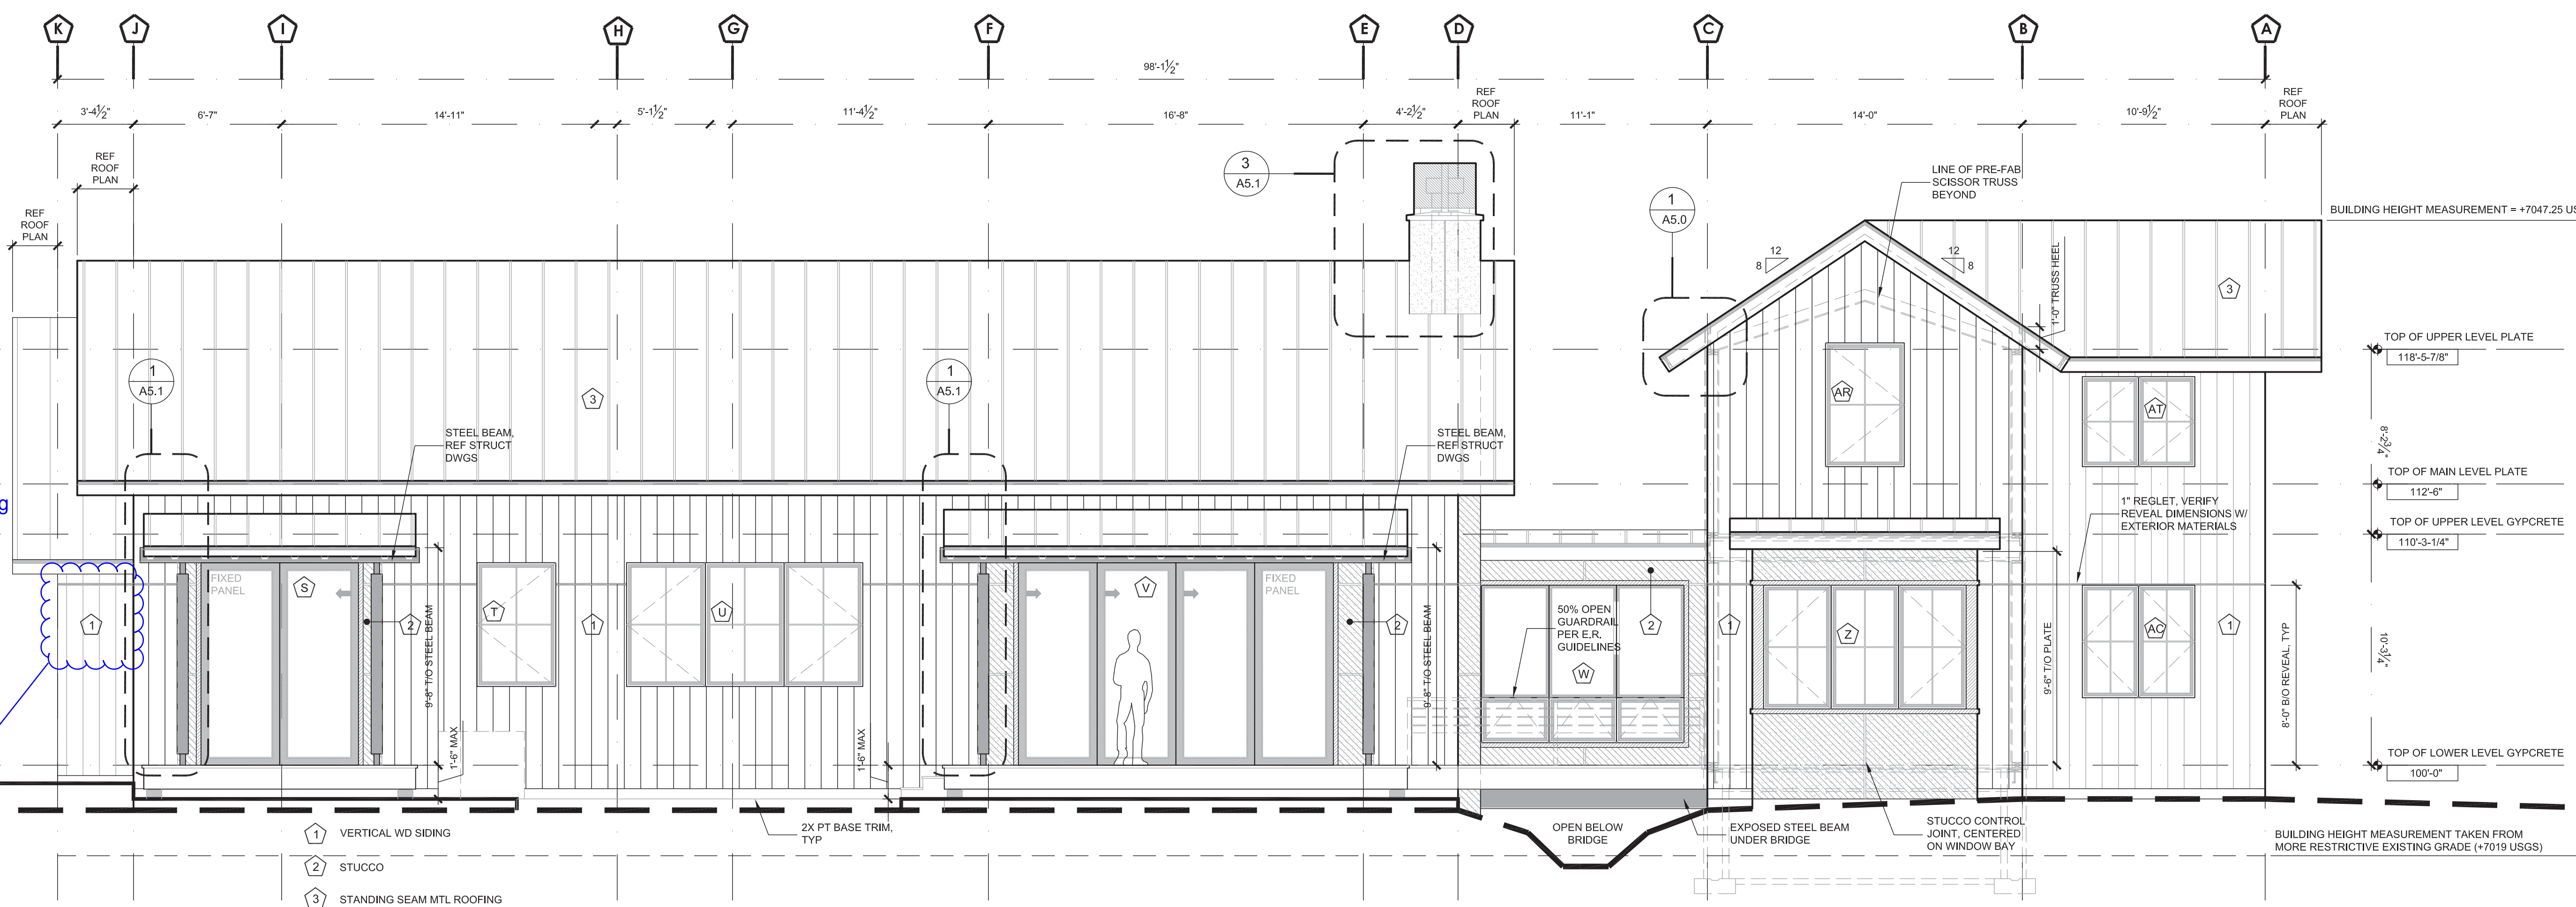 K J I H G F E D C B A
98'-1½"
3'-4½" 6'-7" 14'-11" 5'-1½" 11'-4½" 16'-8" 4'-2½"
REF
ROOF
PLAN
11'-1" 14'-0" 10'-9½"
REF
ROOF
PLAN
REF
ROOF
PLAN
REF
ROOF
PLAN
3
A5.1
1
A5.0
LINE OF PRE-FAB
SCISSOR TRUSS
BEYOND
BUILDING HEIGHT MEASUREMENT = +7047.25 US
12
8
12
8
1'-0" TRUSS HEEL
3
TOP OF UPPER LEVEL PLATE
118'-5-7/8"
1
A5.1
1
A5.1
3
AR
AT
8'-2¾"
STEEL BEAM,
REF STRUCT
DWGS
STEEL BEAM,
REF STRUCT
DWGS
TOP OF MAIN LEVEL PLATE
112'-6"
g
1" REGLET, VERIFY
REVEAL DIMENSIONS W/
EXTERIOR MATERIALS
TOP OF UPPER LEVEL GYPCRETE
110'-3-1/4"
FIXED
PANEL
S
T
U
V
FIXED
PANEL
1
2
1
2
50% OPEN
GUARDRAIL
PER E.R.
GUIDELINES
W
2
1
Z
AC
1
9'-8" T/O STEEL BEAM
1'-6" MAX
1'-6" MAX
9'-8" T/O STEEL BEAM
9'-6" T/O PLATE
8'-0" B/O REVEAL, TYP
10'-3¼"
TOP OF LOWER LEVEL GYPCRETE
100'-0"
1 VERTICAL WD SIDING
2 STUCCO
3 STANDING SEAM MTL ROOFING
2X PT BASE TRIM,
TYP
OPEN BELOW
BRIDGE
EXPOSED STEEL BEAM
UNDER BRIDGE
STUCCO CONTROL
JOINT, CENTERED
ON WINDOW BAY
BUILDING HEIGHT MEASUREMENT TAKEN FROM
MORE RESTRICTIVE EXISTING GRADE (+7019 USGS)